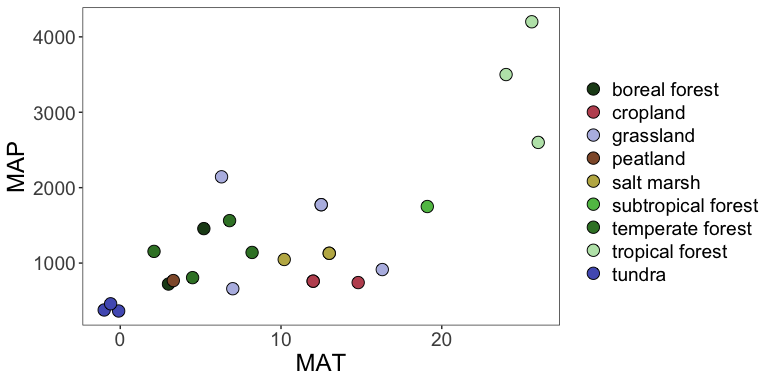 4000
3000
2000
1000
MAP
0 10 20
MAT
boreal forest
cropland
grassland
peatland
salt marsh
subtropical forest
temperate forest
tropical forest
tundra